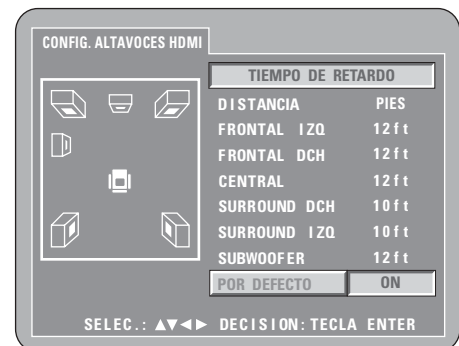 CONFIG. ALTAVOCES HDMI
TIEMPO DE RETARDO
DISTANCIA PIES
FRONTAL IZQ 12ft
FRONTAL DCH 12ft
CENTRAL 12ft
SURROUND DCH 10ft
SURROUND IZQ 10ft
SUBWOOFER 12ft
POR DEFECTO ON
SELEC.: ▲▼◄► DECISION: TECLA ENTER